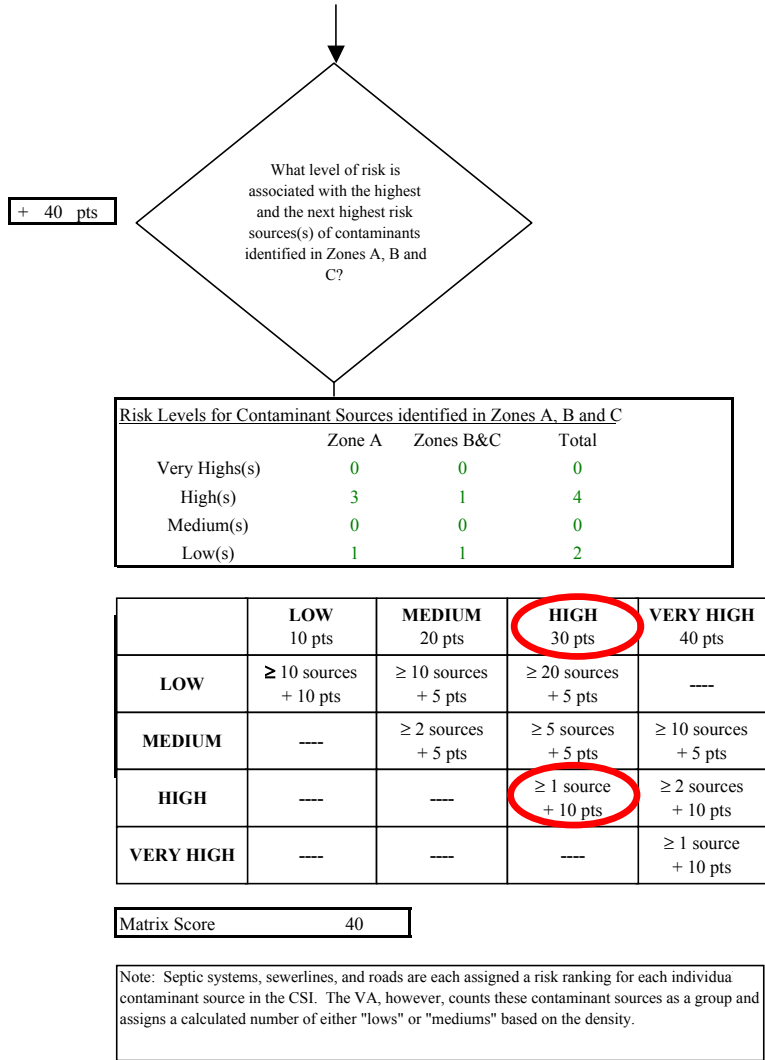 What level of risk is
associated with the highest
and the next highest risk
sources(s) of contaminants
identified in Zones A, B and
C?
+ 40 pts
Risk Levels for Contaminant Sources identified in Zones A, B and C
Zone A Zones B&C Total
Very Highs(s) 0 0 0
High(s) 3 1 4
Medium(s) 0 0 0
Low(s) 1 1 2
LOW MEDIUM HIGH VERY HIGH
10 pts 20 pts 30 pts 40 pts
LOW ≥ 10 sources ≥ 10 sources ≥ 20 sources ----
+ 10 pts + 5 pts + 5 pts
MEDIUM ---- ≥ 2 sources ≥ 5 sources ≥ 10 sources
+ 5 pts + 5 pts + 5 pts
HIGH ---- ---- ≥ 1 source ≥ 2 sources
+ 10 pts + 10 pts
VERY HIGH ---- ---- ---- ≥ 1 source
+ 10 pts
Matrix Score 40
Note: Septic systems, sewerlines, and roads are each assigned a risk ranking for each individua
contaminant source in the CSI. The VA, however, counts these contaminant sources as a group and
assigns a calculated number of either "lows" or "mediums" based on the density.